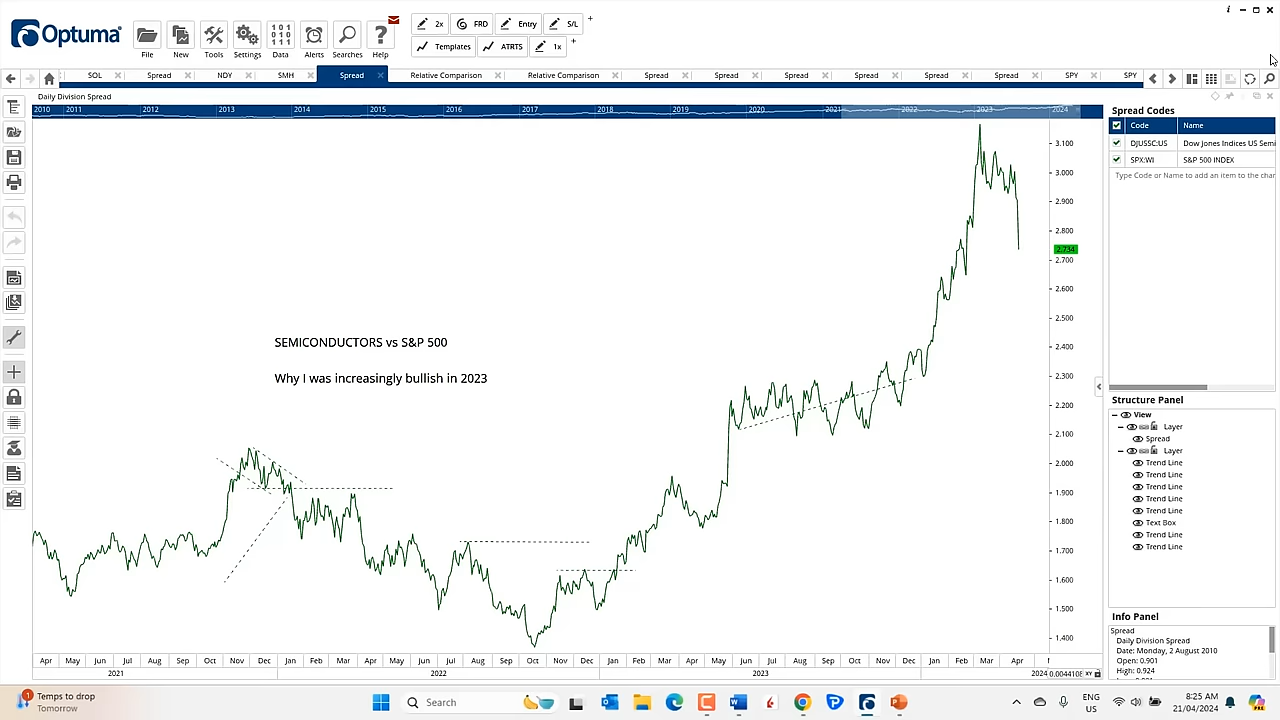 Optuma
File
New
Tools
Settings
Data
Alerts
Searches
Help
2x
FRD
Entry
S/L
Templates
ATRTS
1x
SOL
Spread
NDY
SMH
Spread
Relative Comparison
Relative Comparison
Spread
Spread
Spread
Spread
Spread
Spread
SPY
SPY
Daily Division Spread
2010 2011 2012 2013 2014 2015 2016 2017 2018 2019 2020 2021 2022 2023 2024
3.100
3.000
2.900
2.800
2.734
2.700
2.600
2.500
2.400
2.300
2.200
2.100
2.000
1.900
1.800
1.700
1.600
1.500
1.400
SEMICONDUCTORS vs S&P 500
Why I was increasingly bullish in 2023
Apr May Jun Jul Aug Sep Oct Nov Dec Jan Feb Mar Apr May Jun Jul Aug Sep Oct Nov Dec Jan Feb Mar Apr May Jun Jul Aug Sep Oct Nov Dec Jan Feb Mar Apr
2021 2022 2023 2024
0.0044108 XY
Spread Codes
Code Name
DJUSSC:US Dow Jones Indices US Semi
SPX:WI S&P 500 INDEX
Type Code or Name to add an item to the char
Structure Panel
View
Layer
Spread
Layer
Trend Line
Trend Line
Trend Line
Trend Line
Trend Line
Text Box
Trend Line
Trend Line
Info Panel
Spread
Daily Division Spread
Date: Monday, 2 August 2010
Open: 0.901
High: 0.924
1
Temps to drop
Tomorrow
Search
ENG
US
8:25 AM
21/04/2024